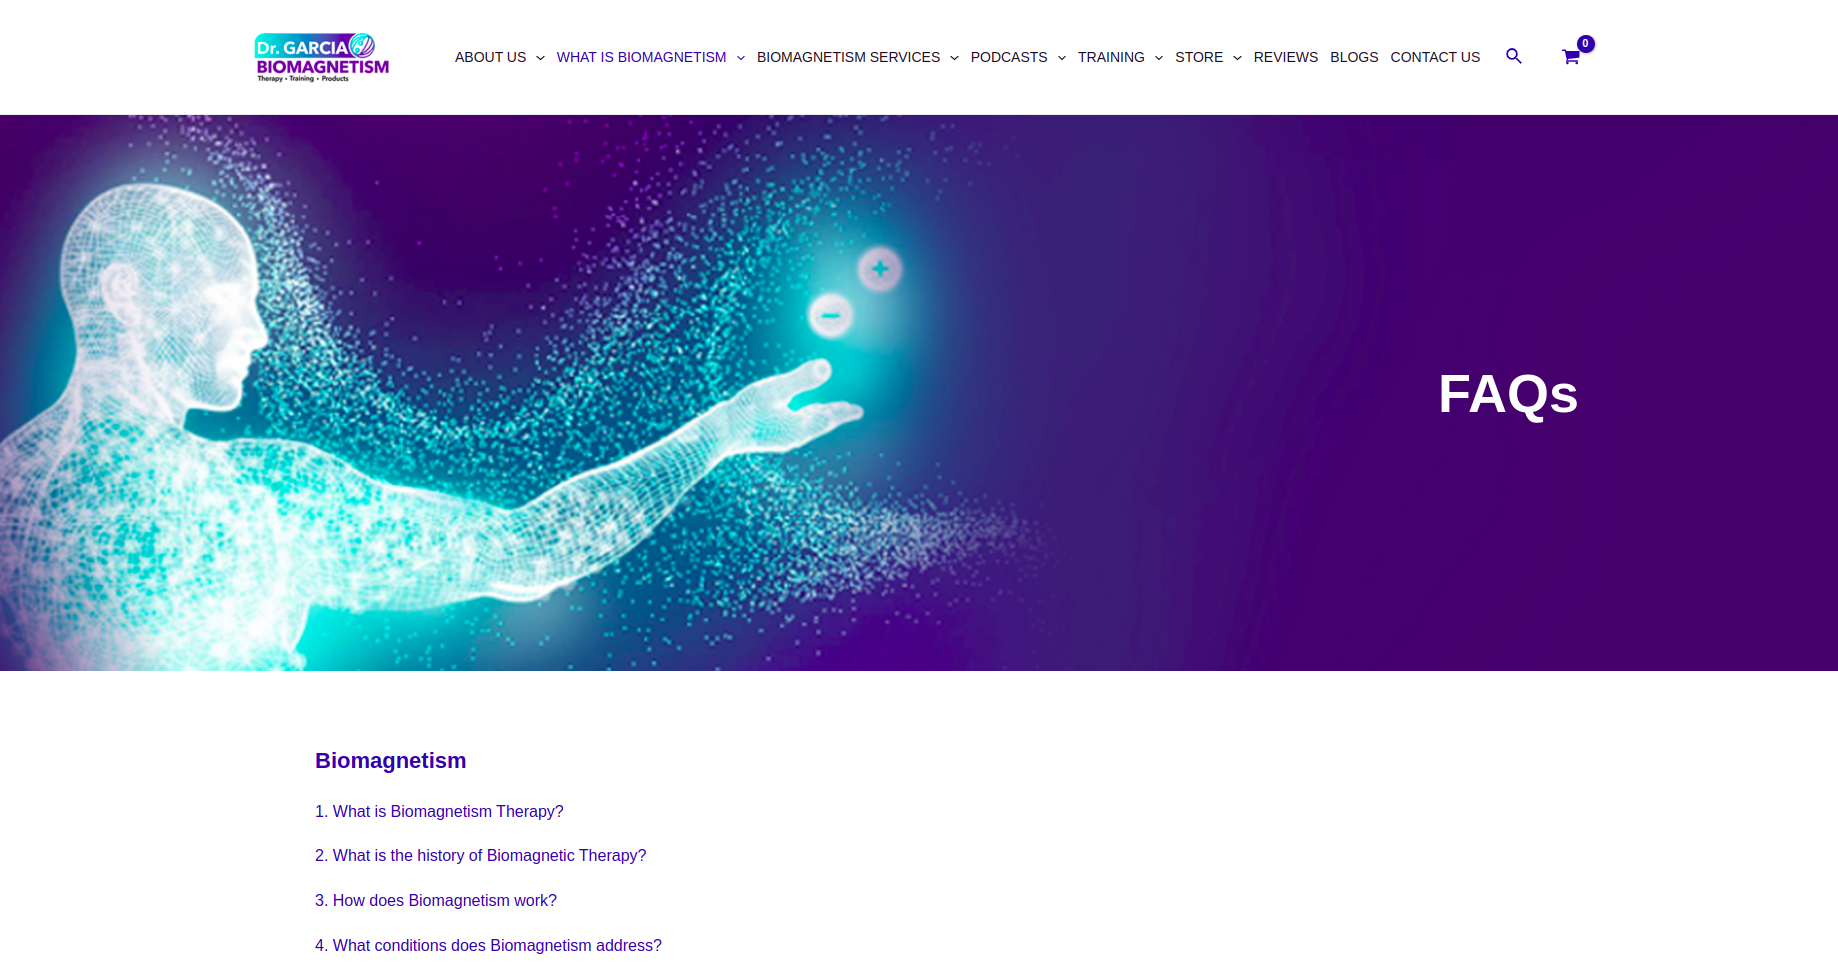 Dr. GARCIA
BIOMAGNETISM
Therapy • Training • Products
ABOUT US
WHAT IS BIOMAGNETISM
BIOMAGNETISM SERVICES
PODCASTS
TRAINING
STORE
REVIEWS
BLOGS
CONTACT US
0
+
−
FAQs
Biomagnetism
1. What is Biomagnetism Therapy?
2. What is the history of Biomagnetic Therapy?
3. How does Biomagnetism work?
4. What conditions does Biomagnetism address?